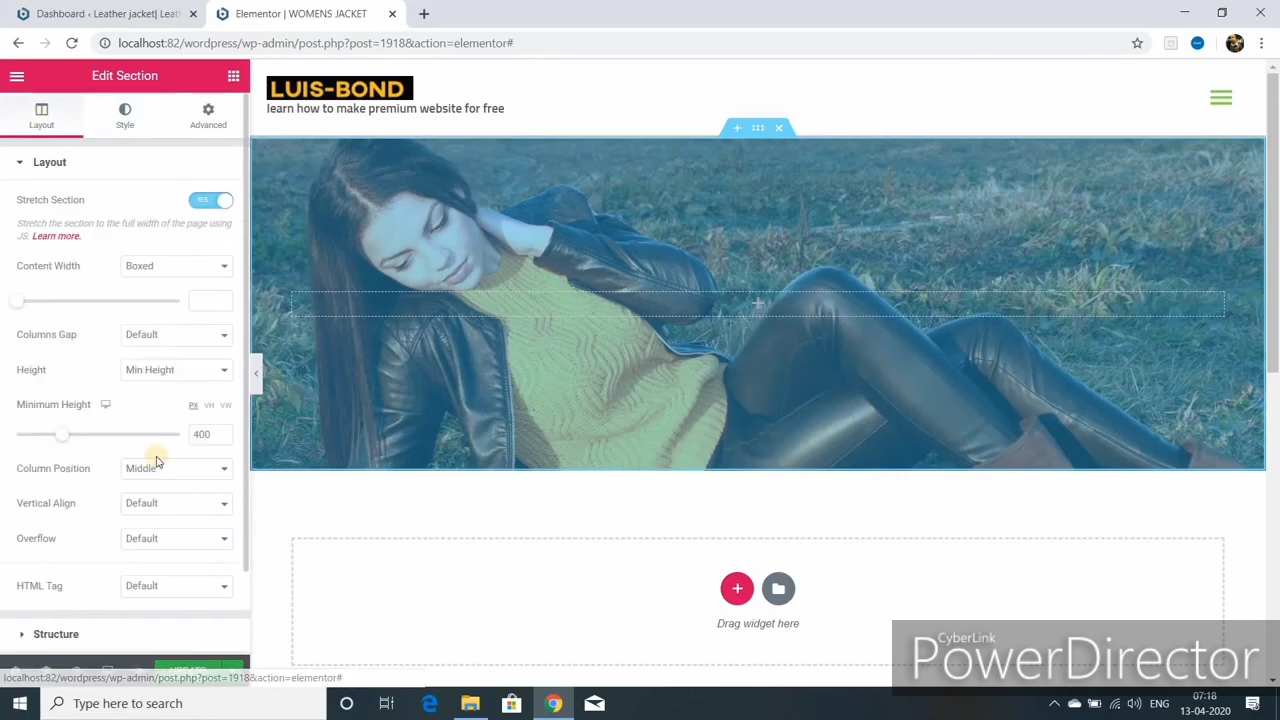 Dashboard ‹ Leather jacket| Leatl
Elementor | WOMENS JACKET
localhost:82/wordpress/wp-admin/post.php?post=1918&action=elementor#
Edit Section
LUIS-BOND
learn how to make premium website for free
Layout
Style
Advanced
Layout
Stretch Section
YES
Stretch the section to the full width of the page using
JS. Learn more.
Content Width
Boxed
Columns Gap
Default
Height
Min Height
Minimum Height
PX VH VW
400
Column Position
Middle
Vertical Align
Default
Overflow
Default
HTML Tag
Default
Structure
UPDATE
Drag widget here
localhost:82/wordpress/wp-admin/post.php?post=1918&action=elementor#
CyberLink
PowerDirector
Type here to search
ENG
07:18
13-04-2020